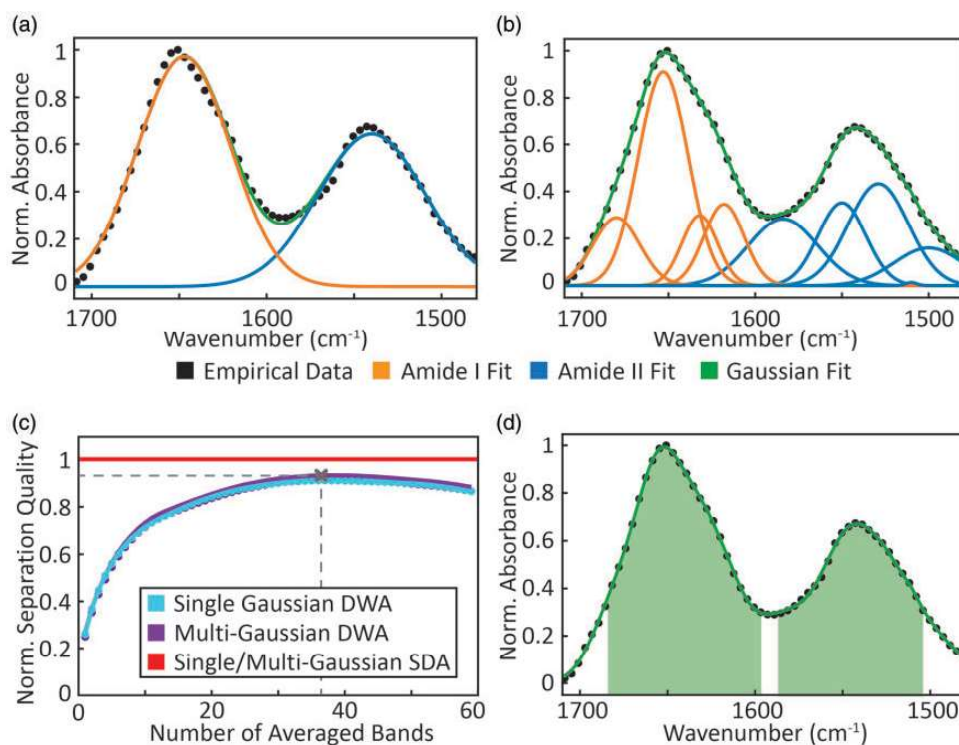 (a)
Norm. Absorbance
1
0.8
0.6
0.4
0.2
0
1700 1600 1500
Wavenumber (cm⁻¹)
(b)
Norm. Absorbance
1
0.8
0.6
0.4
0.2
0
1700 1600 1500
Wavenumber (cm⁻¹)
Empirical Data Amide I Fit Amide II Fit Gaussian Fit
(c)
Norm. Separation Quality
1
0.8
0.6
0.4
0.2
0
Single Gaussian DWA
Multi-Gaussian DWA
Single/Multi-Gaussian SDA
0 20 40 60
Number of Averaged Bands
(d)
Norm. Absorbance
1
0.8
0.6
0.4
0.2
0
1700 1600 1500
Wavenumber (cm⁻¹)